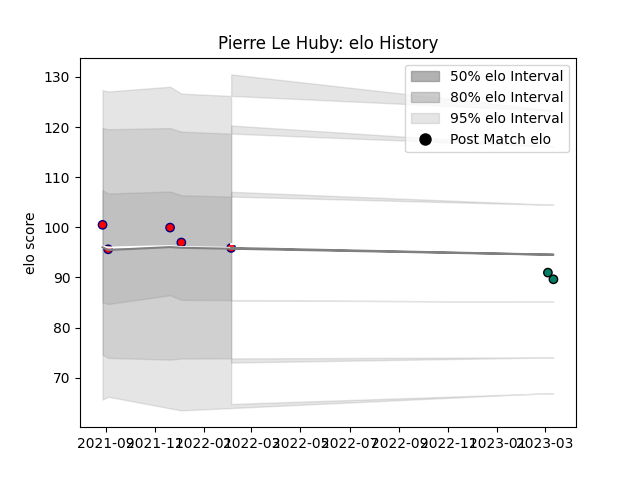 Pierre Le Huby: elo History
50% elo Interval
80% elo Interval
95% elo Interval
Post Match elo
elo score
130
120
110
100
90
80
70
2021-09 2021-11 2022-01 2022-03 2022-05 2022-07 2022-09 2022-11 2023-01 2023-03